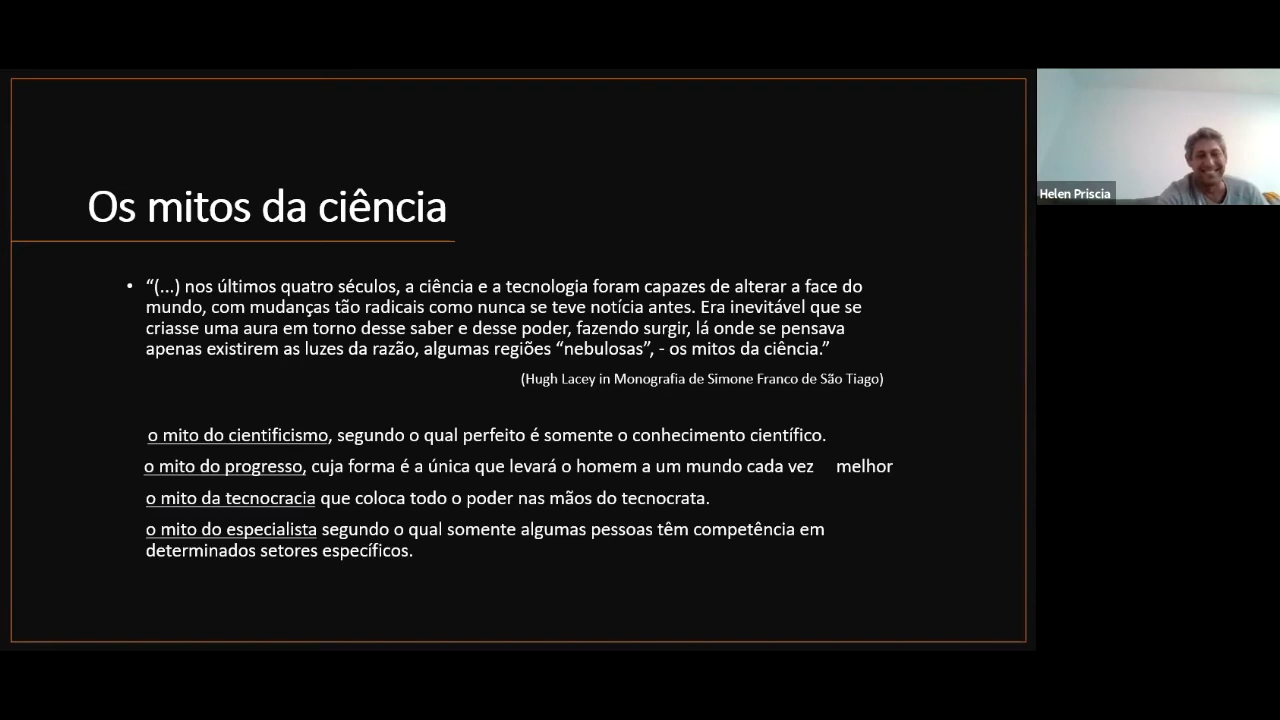 Os mitos da ciência
• “(...) nos últimos quatro séculos, a ciência e a tecnologia foram capazes de alterar a face do
mundo, com mudanças tão radicais como nunca se teve notícia antes. Era inevitável que se
criasse uma aura em torno desse saber e desse poder, fazendo surgir, lá onde se pensava
apenas existirem as luzes da razão, algumas regiões “nebulosas”, - os mitos da ciência.”
(Hugh Lacey in Monografia de Simone Franco de São Tiago)
o mito do cientificismo, segundo o qual perfeito é somente o conhecimento científico.
o mito do progresso, cuja forma é a única que levará o homem a um mundo cada vez melhor
o mito da tecnocracia que coloca todo o poder nas mãos do tecnocrata.
o mito do especialista segundo o qual somente algumas pessoas têm competência em
determinados setores específicos.
Helen Priscia